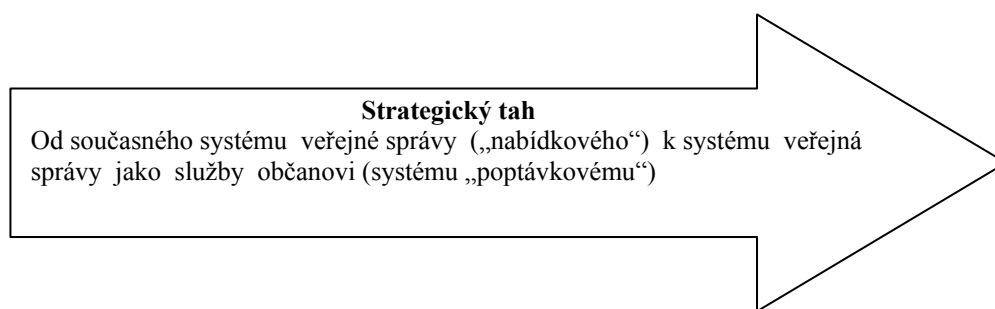 Strategický tah
Od současného systému veřejné správy („nabídkového“) k systému veřejná
správy jako služby občanovi (systému „poptávkovému“)